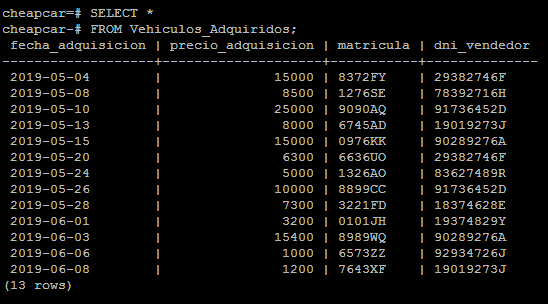 cheapcar=# SELECT *
cheapcar-# FROM Vehiculos_Adquiridos;
 fecha_adquisicion | precio_adquisicion | matricula | dni_vendedor
-------------------+--------------------+-----------+--------------
 2019-05-04        |              15000 | 8372FY    | 29382746F
 2019-05-08        |               8500 | 1276SE    | 78392716H
 2019-05-10        |              25000 | 9090AQ    | 91736452D
 2019-05-13        |               8000 | 6745AD    | 19019273J
 2019-05-15        |              15000 | 0976KK    | 90289276A
 2019-05-20        |               6300 | 6636UO    | 29382746F
 2019-05-24        |               5000 | 1326AO    | 83627489R
 2019-05-26        |              10000 | 8899CC    | 91736452D
 2019-05-28        |               7300 | 3221FD    | 18374628E
 2019-06-01        |               3200 | 0101JH    | 19374829Y
 2019-06-03        |              15400 | 8989WQ    | 90289276A
 2019-06-06        |               1000 | 6573ZZ    | 92934726J
 2019-06-08        |               1200 | 7643XF    | 19019273J
(13 rows)